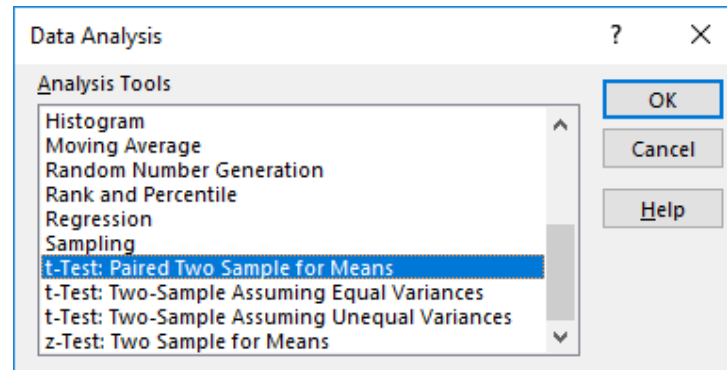 Data Analysis
?
Analysis Tools
OK
Cancel
Help
Histogram
Moving Average
Random Number Generation
Rank and Percentile
Regression
Sampling
t-Test: Paired Two Sample for Means
t-Test: Two-Sample Assuming Equal Variances
t-Test: Two-Sample Assuming Unequal Variances
z-Test: Two Sample for Means